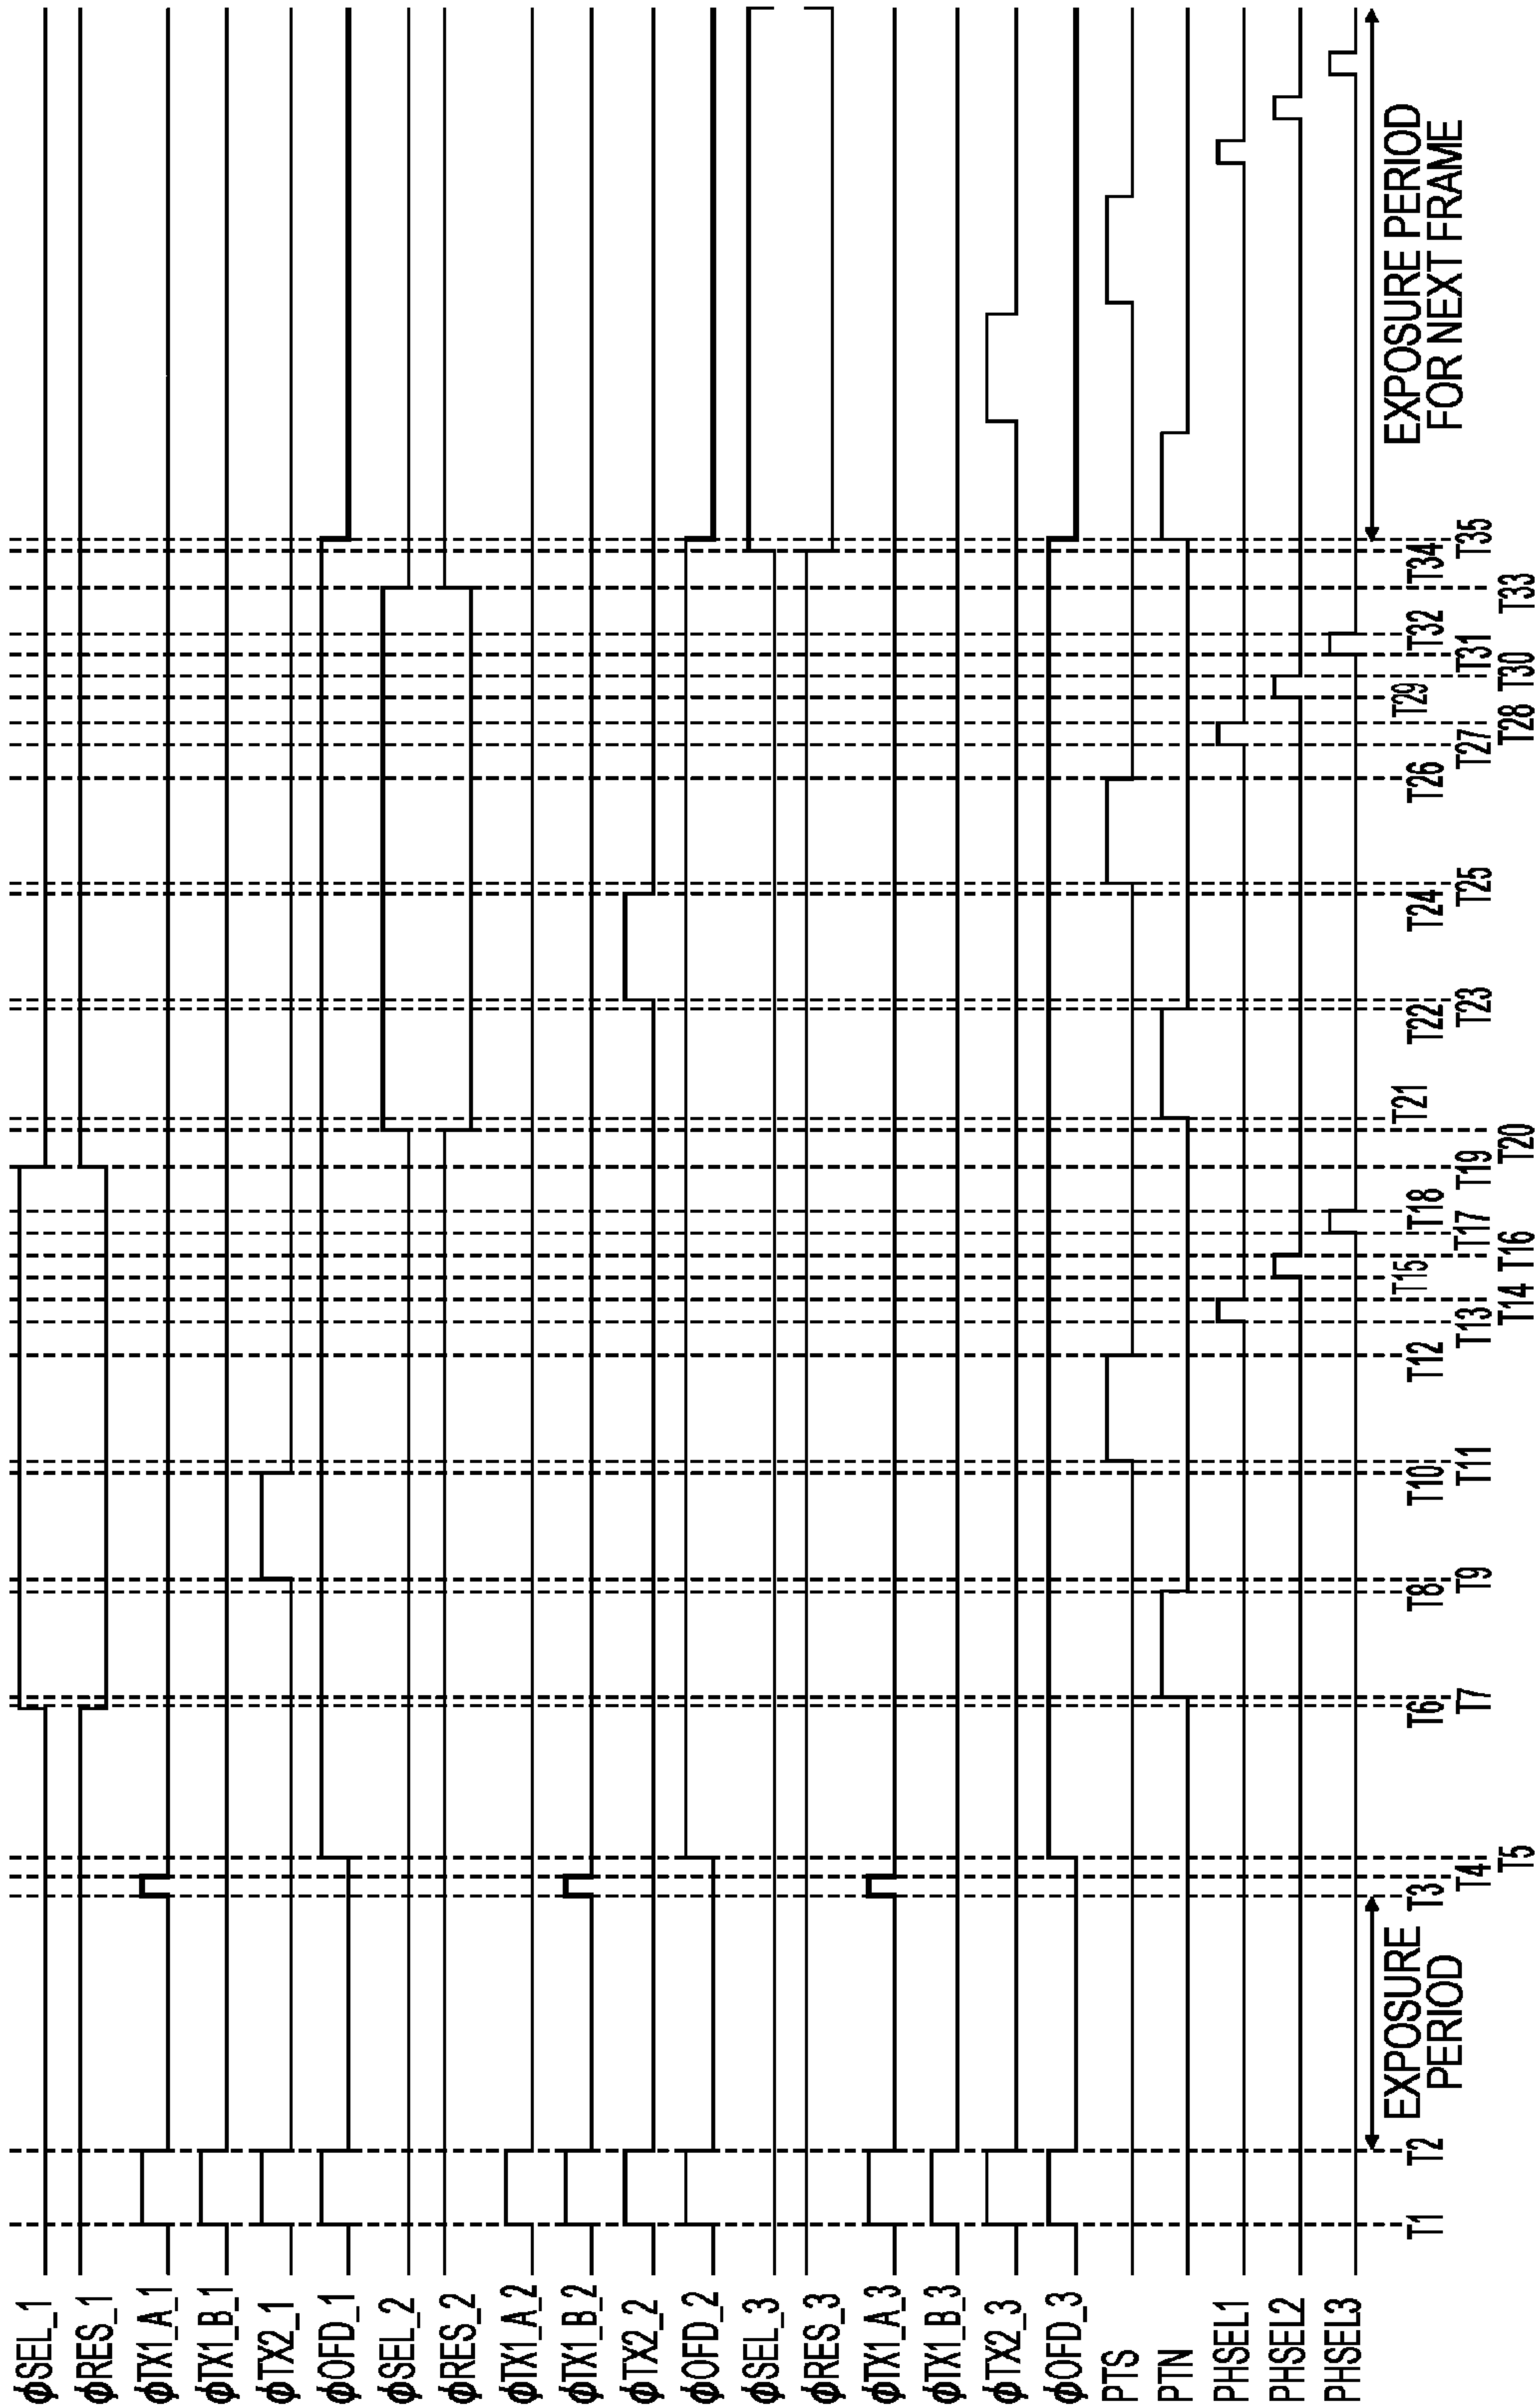 ϕSEL_1
ϕRES_1
ϕTX1_A_1
ϕTX1_B_1
ϕTX2_1
ϕOFD_1
ϕSEL_2
ϕRES_2
ϕTX1_A_2
ϕTX1_B_2
ϕTX2_2
ϕOFD_2
ϕSEL_3
ϕRES_3
ϕTX1_A_3
ϕTX1_B_3
ϕTX2_3
ϕOFD_3
PTS
PTN
PHSEL1
PHSEL2
PHSEL3
EXPOSURE
PERIOD
EXPOSURE PERIOD
FOR NEXT FRAME
T1
T2
T3
T4
T5
T6
T7
T8
T9
T10
T11
T12
T13
T14
T15
T16
T17
T18
T19
T20
T21
T22
T23
T24
T25
T26
T27
T28
T29
T30
T31
T32
T33
T34
T35